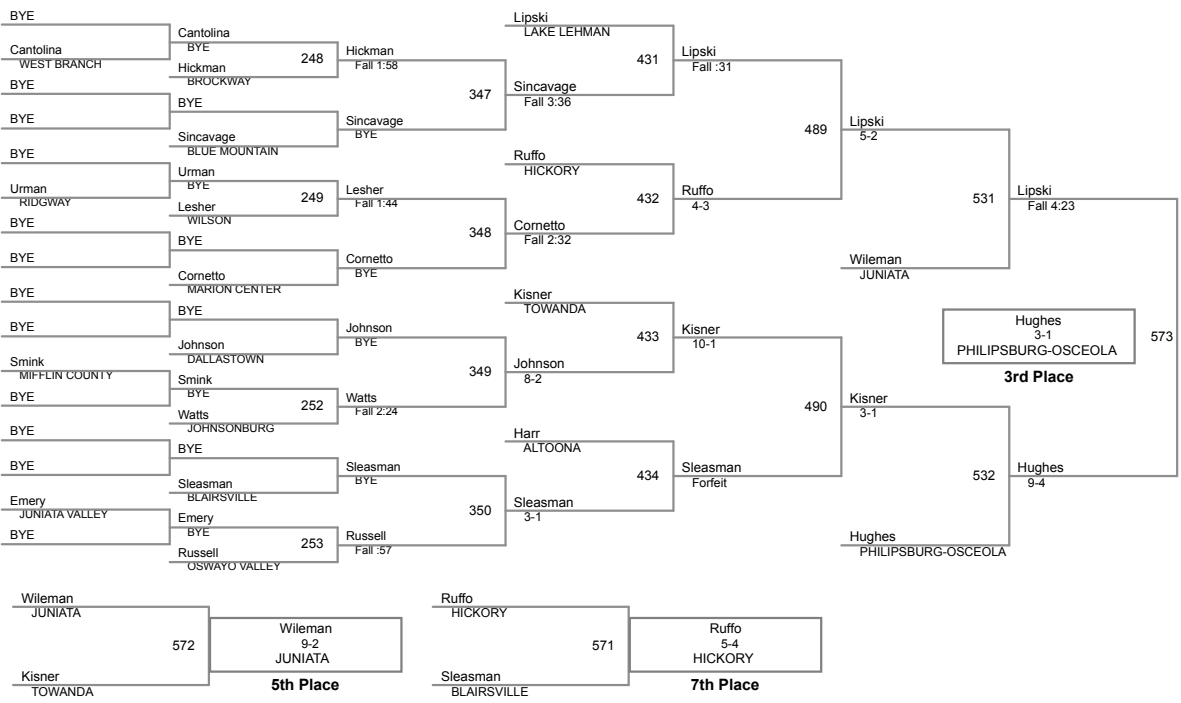 BYE
Cantolina
WEST BRANCH
BYE
BYE
BYE
Urman
RIDGWAY
BYE
BYE
BYE
BYE
Smink
MIFFLIN COUNTY
BYE
BYE
BYE
Emery
JUNIATA VALLEY
BYE
Cantolina
BYE
248
Hickman
BROCKWAY
BYE
Sincavage
BLUE MOUNTAIN
Urman
BYE
249
Lesher
WILSON
BYE
Cornetto
MARION CENTER
BYE
Johnson
DALLASTOWN
Smink
BYE
252
Watts
JOHNSONBURG
BYE
Sleasman
BLAIRSVILLE
Emery
BYE
253
Russell
OSWAYO VALLEY
Hickman
Fall 1:58
347
Sincavage
BYE
Lesher
Fall 1:44
348
Cornetto
BYE
Johnson
BYE
349
Watts
Fall 2:24
Sleasman
BYE
350
Russell
Fall :57
Lipski
LAKE LEHMAN
431
Sincavage
Fall 3:36
Ruffo
HICKORY
432
Cornetto
Fall 2:32
Kisner
TOWANDA
433
Johnson
8-2
Harr
ALTOONA
434
Sleasman
3-1
Lipski
Fall :31
489
Ruffo
4-3
Kisner
10-1
490
Sleasman
Forfeit
Lipski
5-2
531
Wileman
JUNIATA
Kisner
3-1
532
Hughes
PHILIPSBURG-OSCEOLA
Lipski
Fall 4:23
573
Hughes
9-4
Hughes
3-1
PHILIPSBURG-OSCEOLA
3rd Place
Wileman
JUNIATA
572
Kisner
TOWANDA
Wileman
9-2
JUNIATA
5th Place
Ruffo
HICKORY
571
Sleasman
BLAIRSVILLE
Ruffo
5-4
HICKORY
7th Place